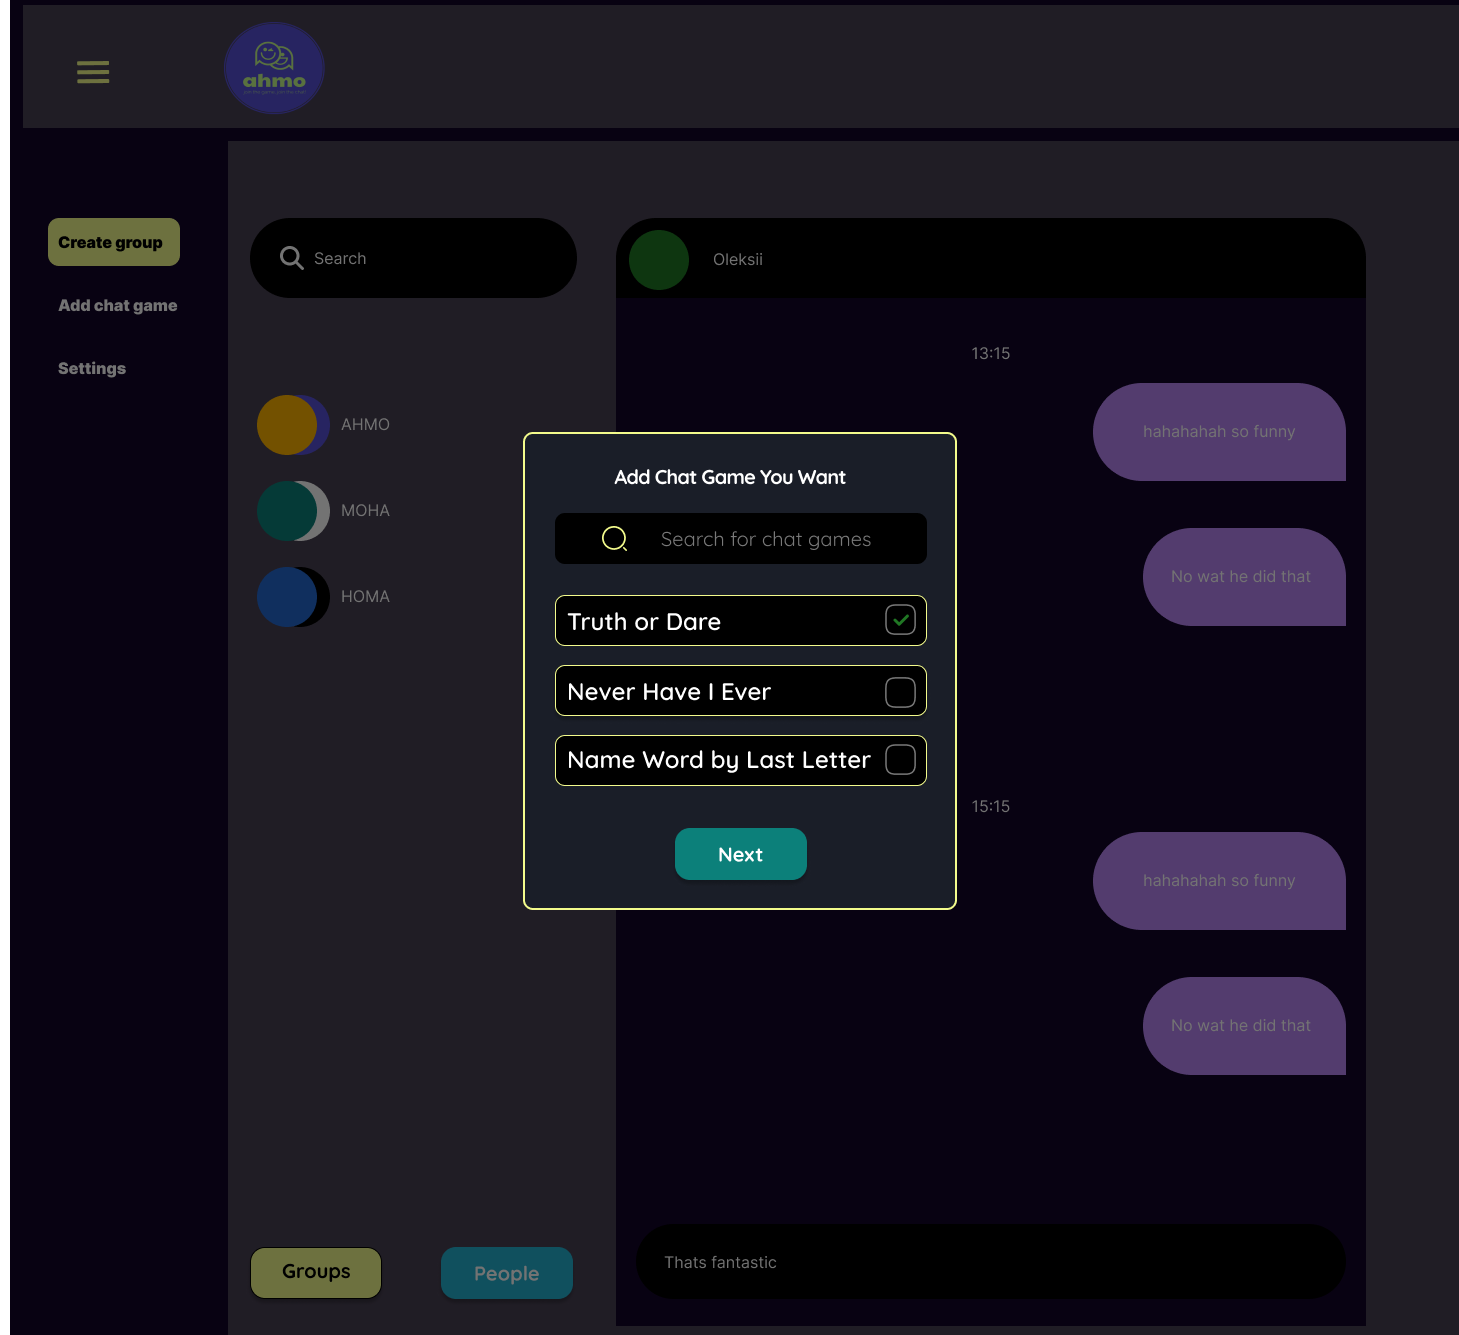 ahmo
Create group
Add chat game
Settings
Search
AHMO
MOHA
HOMA
Groups
People
Oleksii
13:15
hahahahah so funny
No wat he did that
15:15
hahahahah so funny
No wat he did that
Thats fantastic
Add Chat Game You Want
Search for chat games
Truth or Dare
Never Have I Ever
Name Word by Last Letter
Next